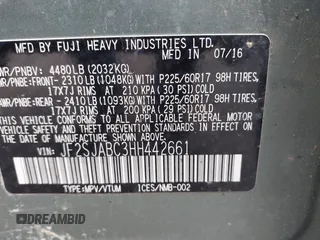 MFD BY FUJI HEAVY INDUSTRIES LTD. 07/16
WR/PNBV: 4480LB (2032KG)
WR/PNBE:FRONT- 2310LB (1048KG) WITH P225/60R17 98H TIRES.
17X7J RIMS AT 210 KPA (30 PSI) COLD
AWR/PNBE:REAR - 2410LB (1093KG) WITH P225/60R17 98H TIRES.
17X7J RIMS AT 200 KPA (29 PSI) COLD
THIS VEHICLE CONFORMS TO ALL APPLICABLE
FEDERAL MOTOR VEHICLE SAFETY, BUMPER,
AND THEFT PREVENTION STANDARDS IN EFFECT ON THE
DATE OF MANUFACTURE SHOWN ABOVE.
VIN: JF2SJABC3HH442661
TYPE:MPV/VTUM ICES/NMB-002
DREAMBID